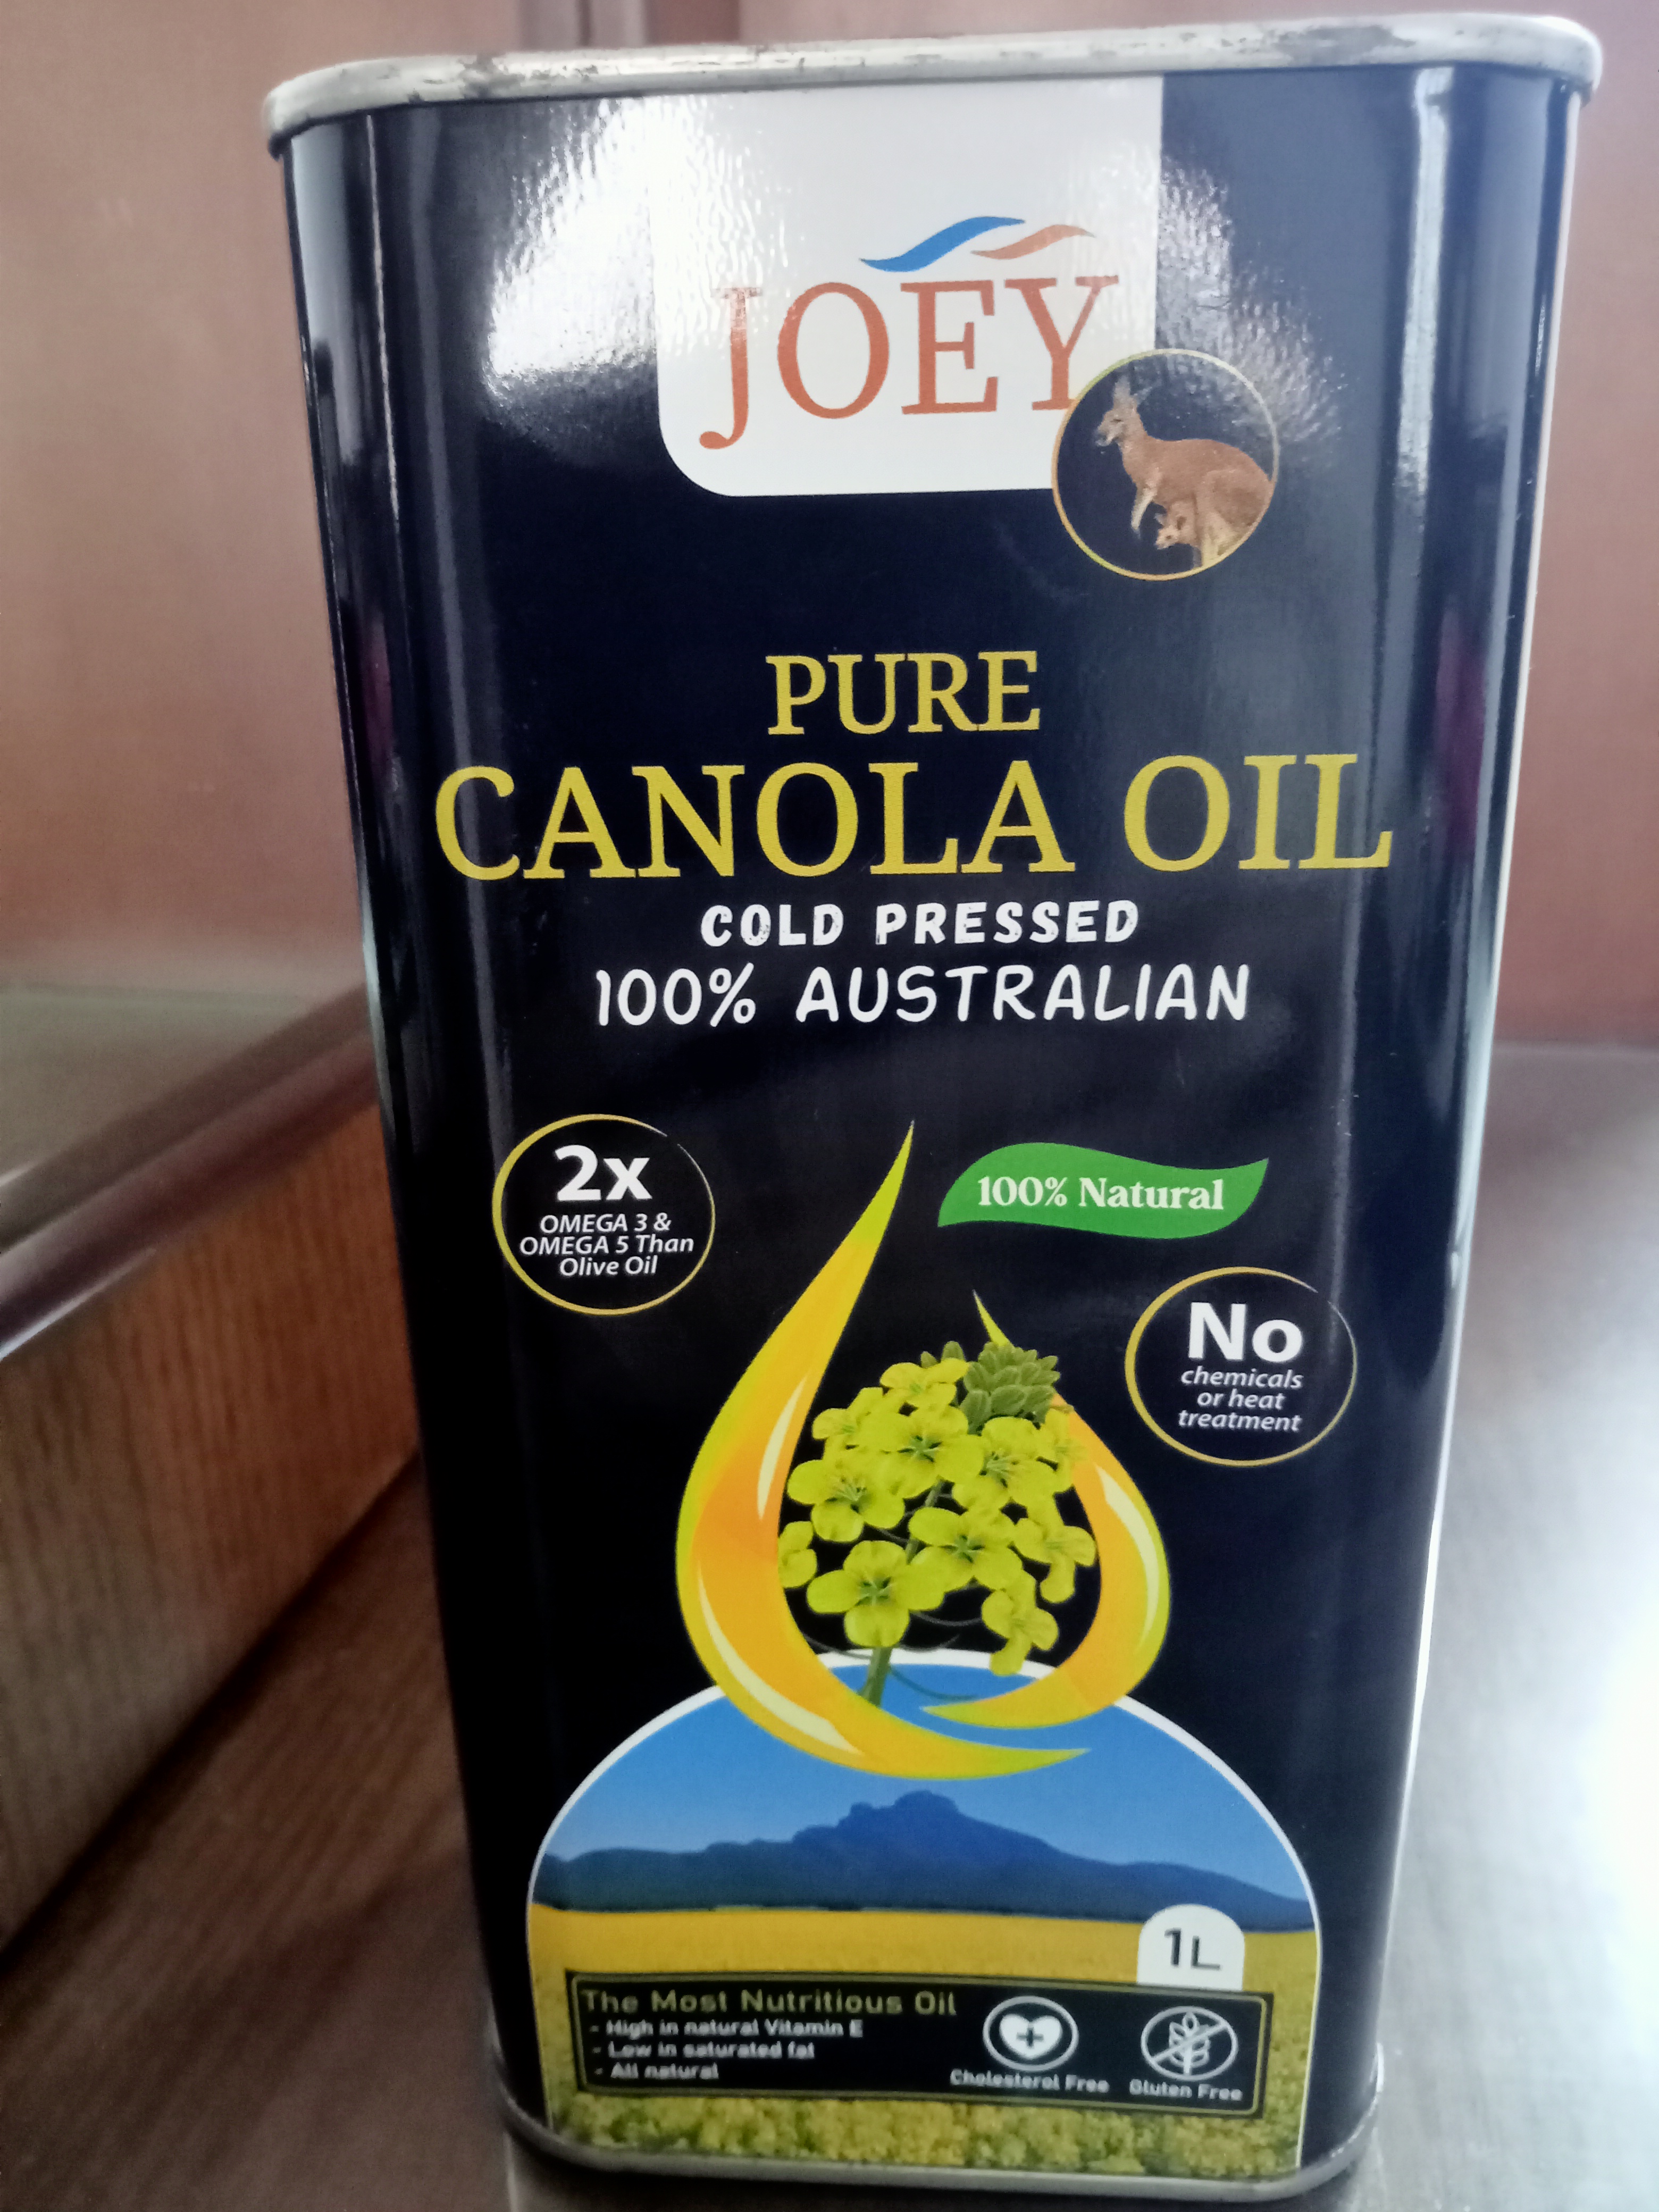 JOEY
PURE
CANOLA OIL
COLD PRESSED
100% AUSTRALIAN
2x
OMEGA 3 &
OMEGA 5 Than
Olive Oil
100% Natural
No
chemicals
or heat
treatment
1L
The Most Nutritious Oil
- High in natural Vitamin E
- Low in saturated fat
- All natural
Cholesterol Free
Gluten Free